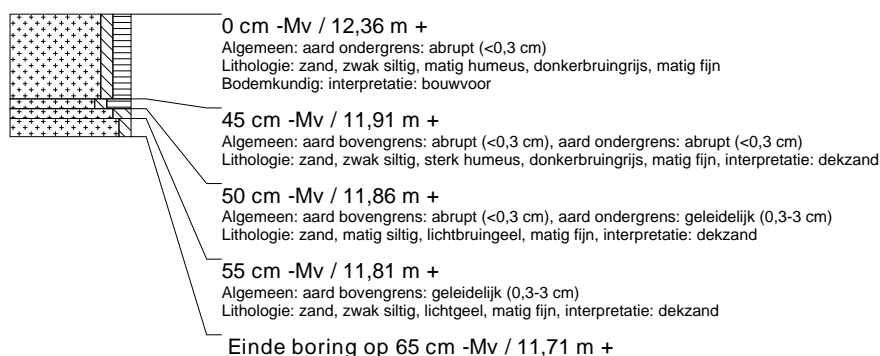 0 cm -Mv / 12,36 m +
Algemeen: aard ondergrens: abrupt (<0,3 cm)
Lithologie: zand, zwak siltig, matig humeus, donkerbruingrijs, matig fijn
Bodemkundig: interpretatie: bouwvoor
45 cm -Mv / 11,91 m +
Algemeen: aard bovengrens: abrupt (<0,3 cm), aard ondergrens: abrupt (<0,3 cm)
Lithologie: zand, zwak siltig, sterk humeus, donkerbruingrijs, matig fijn, interpretatie: dekzand
50 cm -Mv / 11,86 m +
Algemeen: aard bovengrens: abrupt (<0,3 cm), aard ondergrens: geleidelijk (0,3-3 cm)
Lithologie: zand, matig siltig, lichtbruingeel, matig fijn, interpretatie: dekzand
55 cm -Mv / 11,81 m +
Algemeen: aard bovengrens: geleidelijk (0,3-3 cm)
Lithologie: zand, zwak siltig, lichtgeel, matig fijn, interpretatie: dekzand
Einde boring op 65 cm -Mv / 11,71 m +